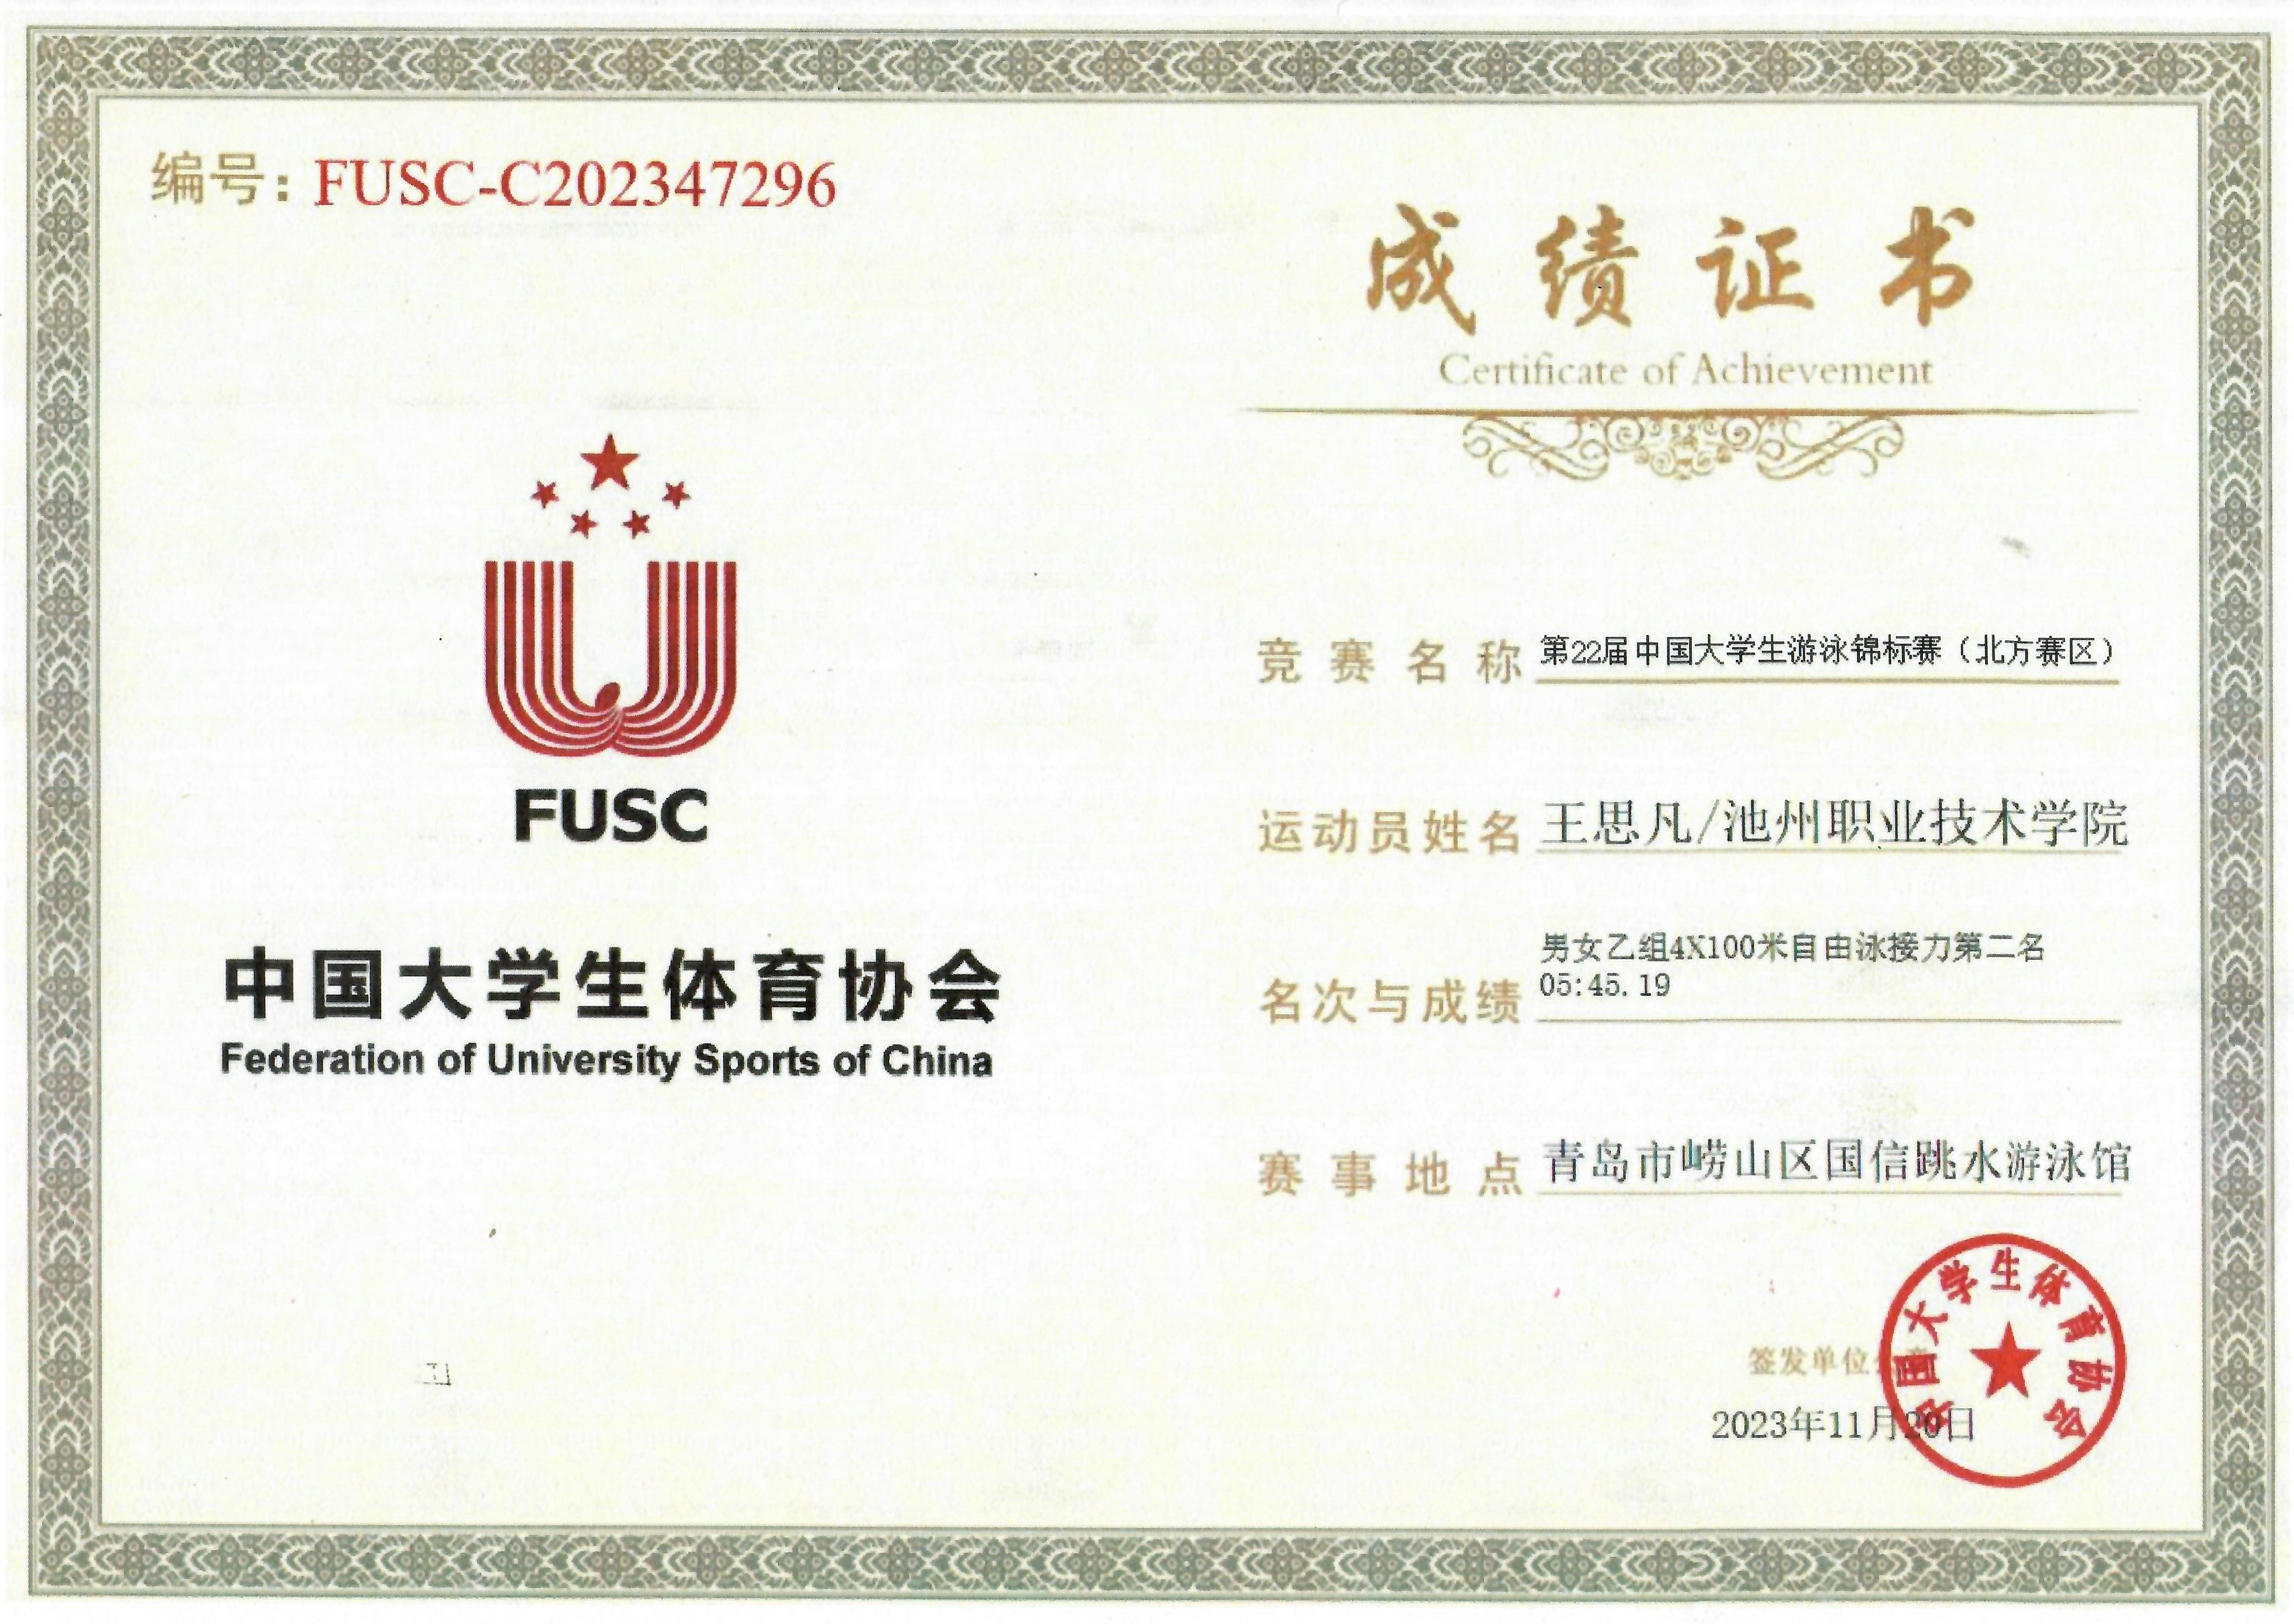 编号: FUSC-C202347296
成绩证书
Certificate of Achievement
FUSC
中国大学生体育协会
Federation of University Sports of China
竞赛名称 第22届中国大学生游泳锦标赛（北方赛区）
运动员姓名 王思凡/池州职业技术学院
男女乙组4X100米自由泳接力第二名
名次与成绩 05:45.19
赛事地点 青岛市崂山区国信跳水游泳馆
签发单位公章
2023年11月20日
中国大学生体育协会